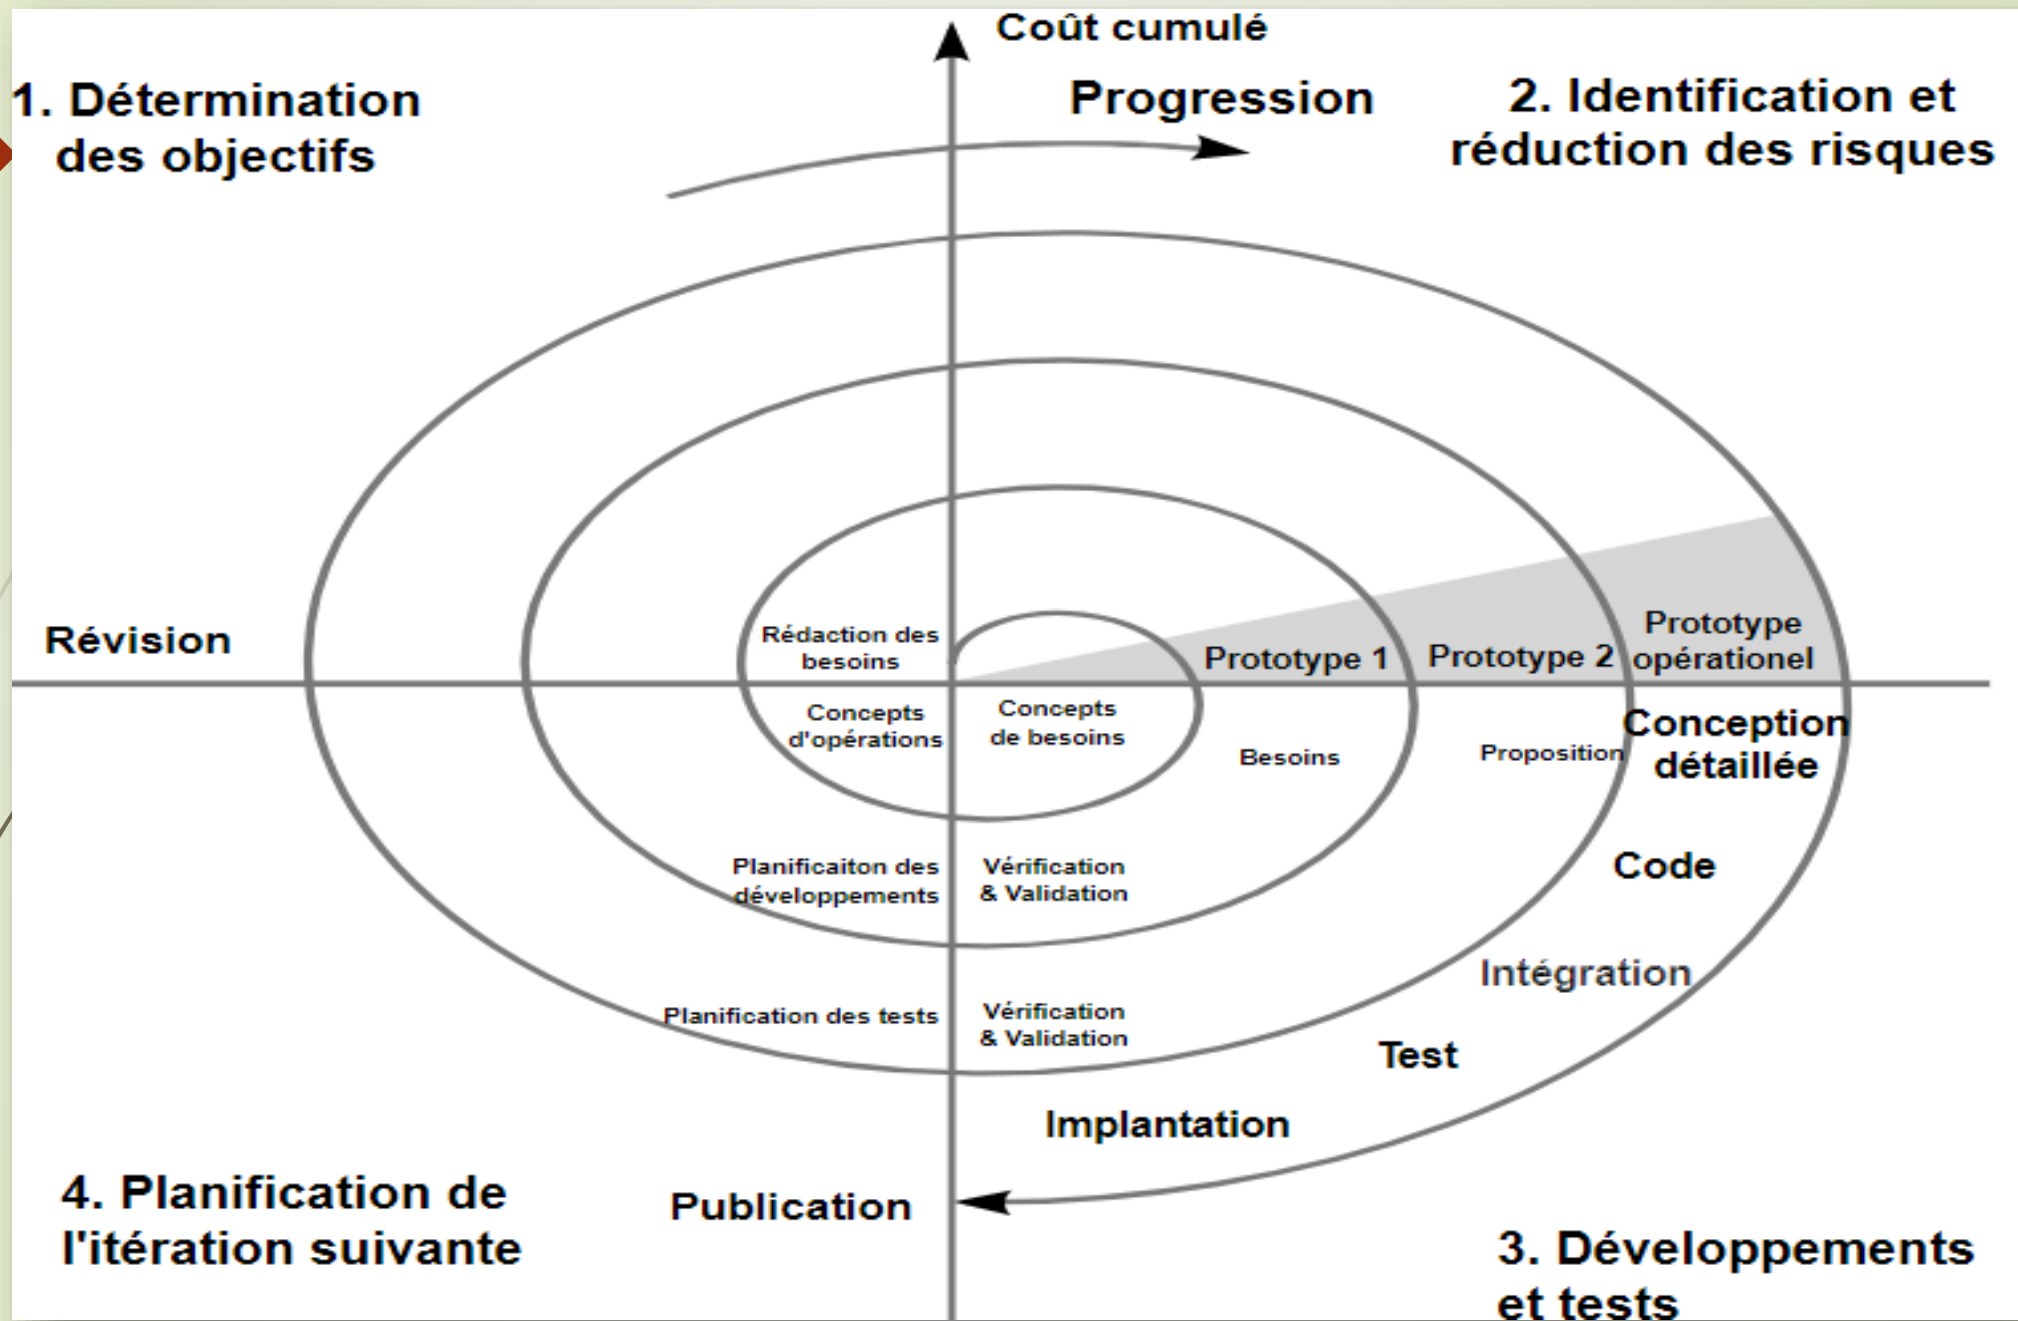 Coût cumulé
1. Détermination
des objectifs
Progression
2. Identification et
réduction des risques
Révision
Rédaction des
besoins
Prototype 1
Prototype 2
Prototype
opérationel
Concepts
d'opérations
Concepts
de besoins
Besoins
Proposition
Conception
détaillée
Code
Planificaiton des
développements
Vérification
& Validation
Intégration
Planification des tests
Vérification
& Validation
Test
Implantation
4. Planification de
l'itération suivante
Publication
3. Développements
et tests